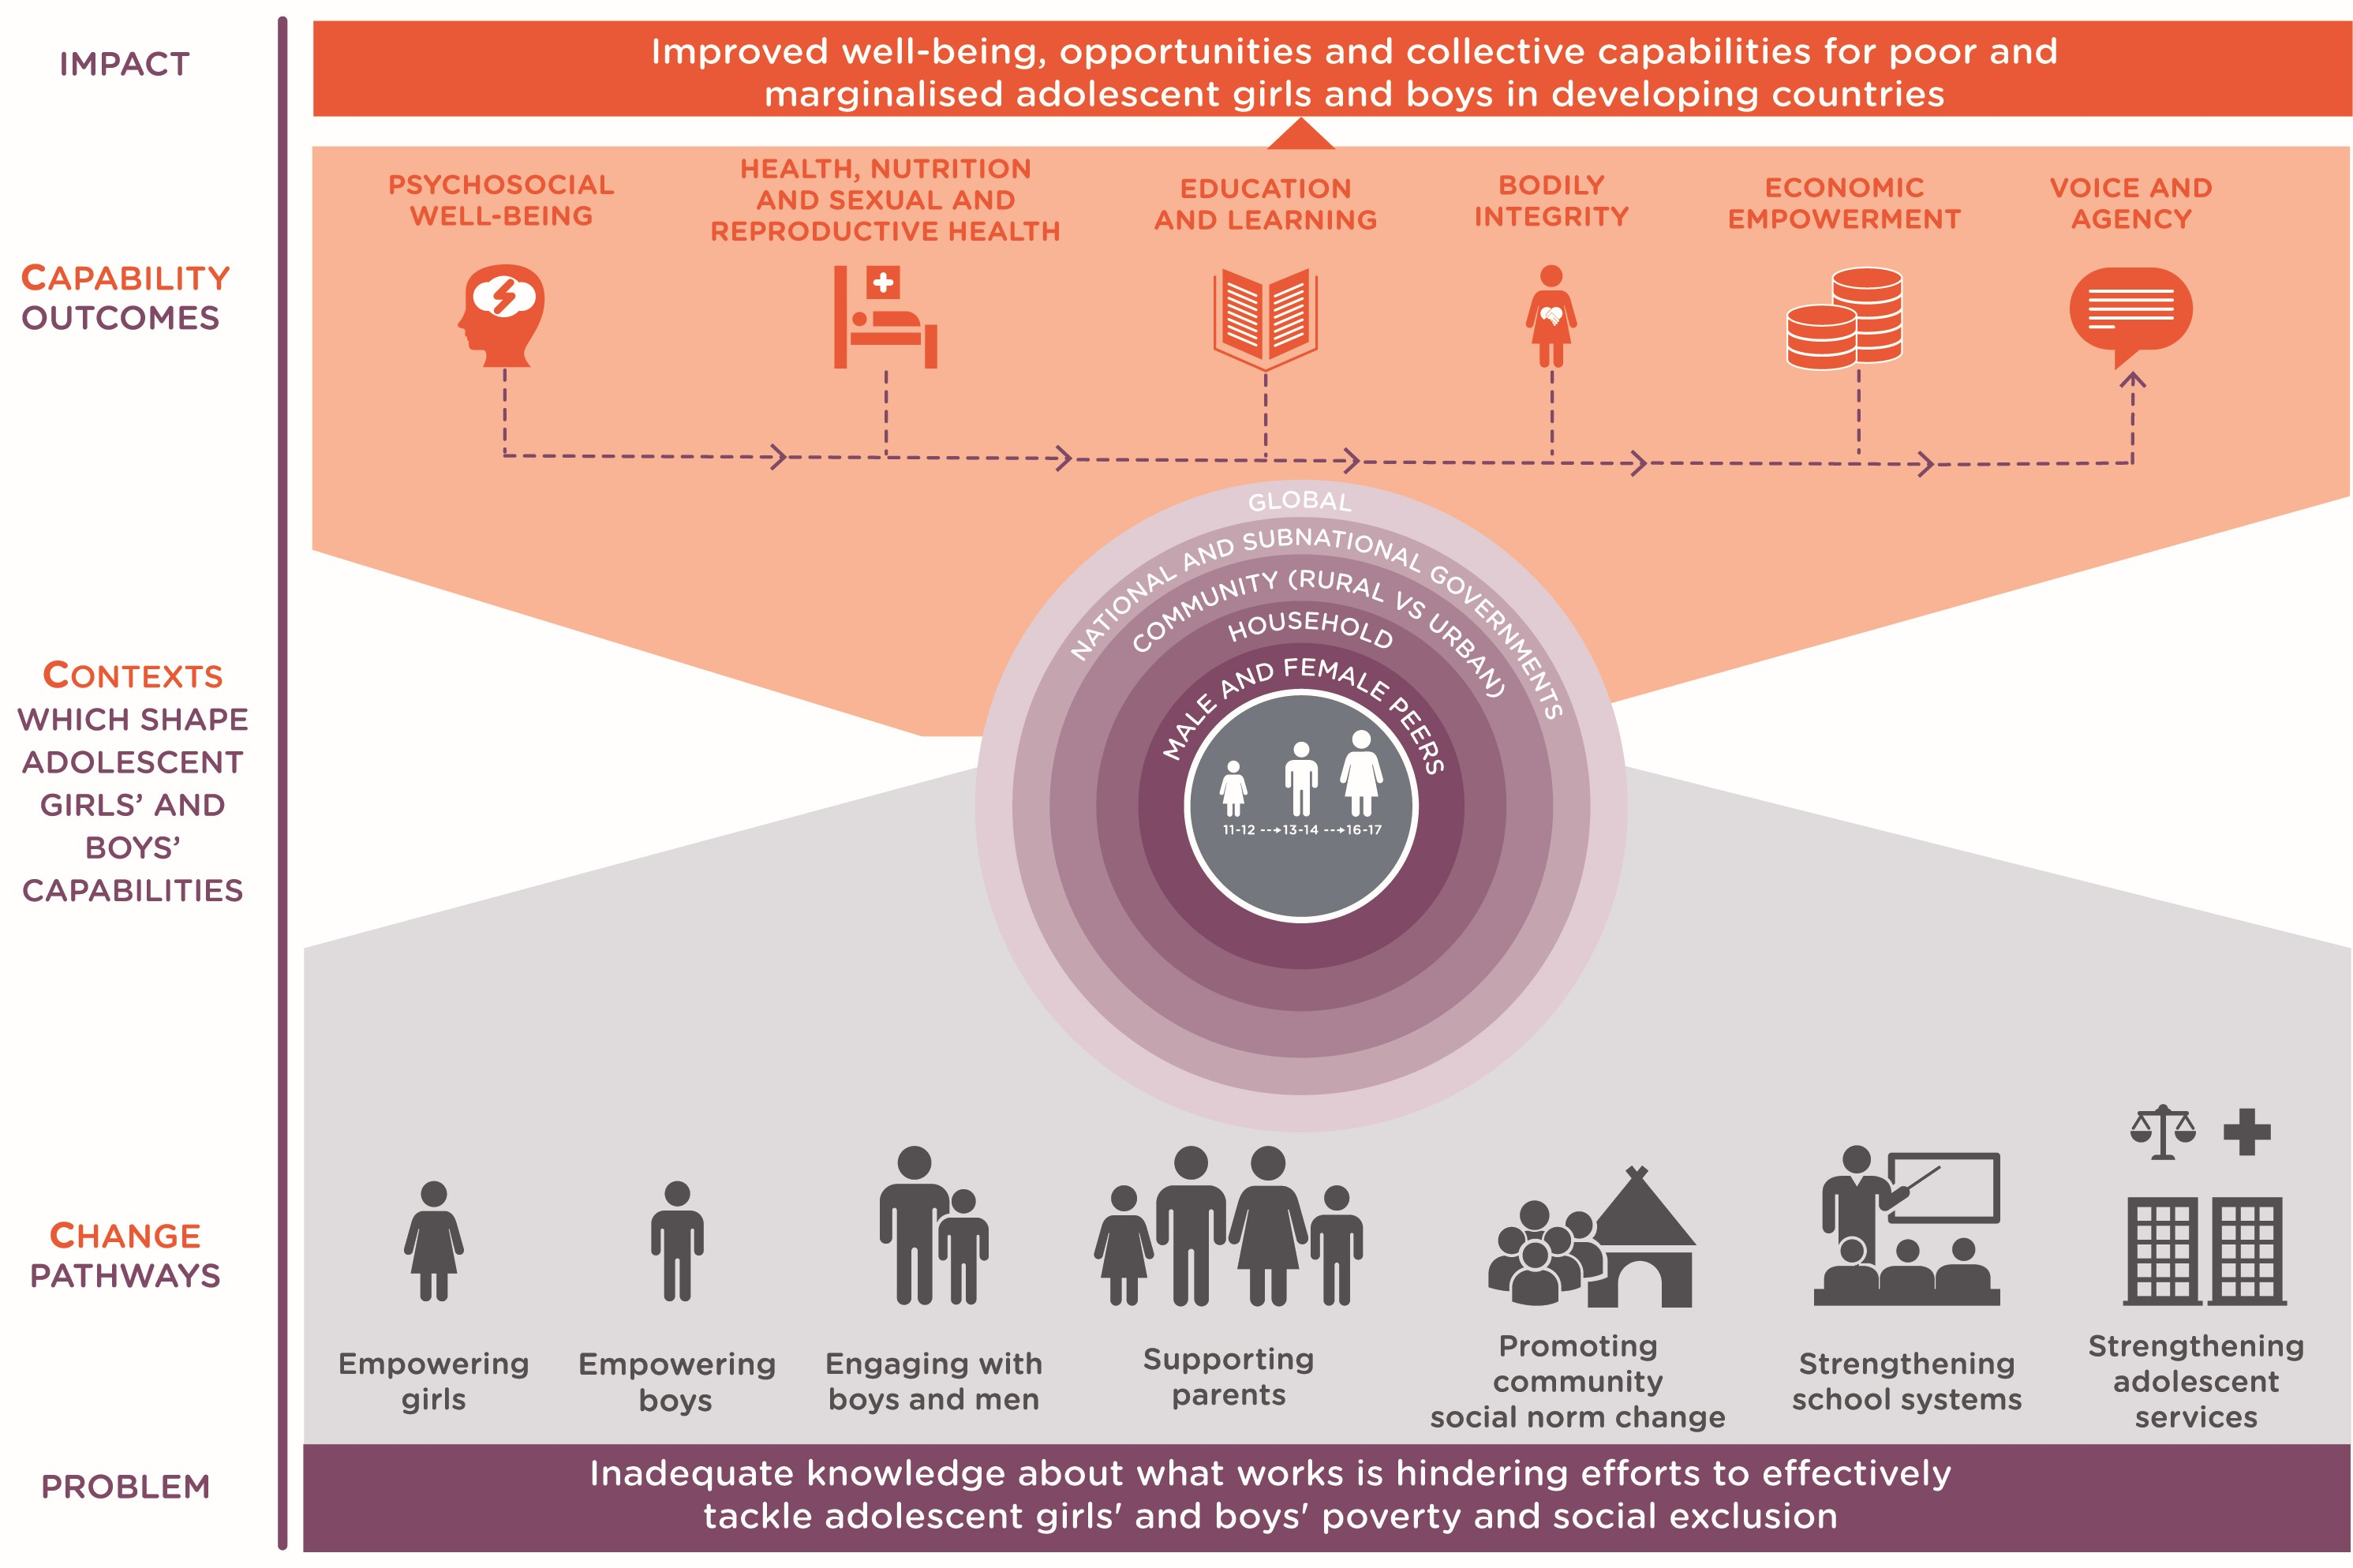 IMPACT
Improved well-being, opportunities and collective capabilities for poor and
marginalised adolescent girls and boys in developing countries
CAPABILITY
OUTCOMES
PSYCHOSOCIAL
WELL-BEING
HEALTH, NUTRITION
AND SEXUAL AND
REPRODUCTIVE HEALTH
EDUCATION
AND LEARNING
BODILY
INTEGRITY
ECONOMIC
EMPOWERMENT
VOICE AND
AGENCY
CONTEXTS
WHICH SHAPE
ADOLESCENT
GIRLS’ AND
BOYS’
CAPABILITIES
GLOBAL
NATIONAL AND SUBNATIONAL GOVERNMENTS
COMMUNITY (RURAL VS URBAN)
HOUSEHOLD
MALE AND FEMALE PEERS
11-12 13-14 16-17
CHANGE
PATHWAYS
Empowering
girls
Empowering
boys
Engaging with
boys and men
Supporting
parents
Promoting
community
social norm change
Strengthening
school systems
Strengthening
adolescent
services
PROBLEM
Inadequate knowledge about what works is hindering efforts to effectively
tackle adolescent girls' and boys' poverty and social exclusion